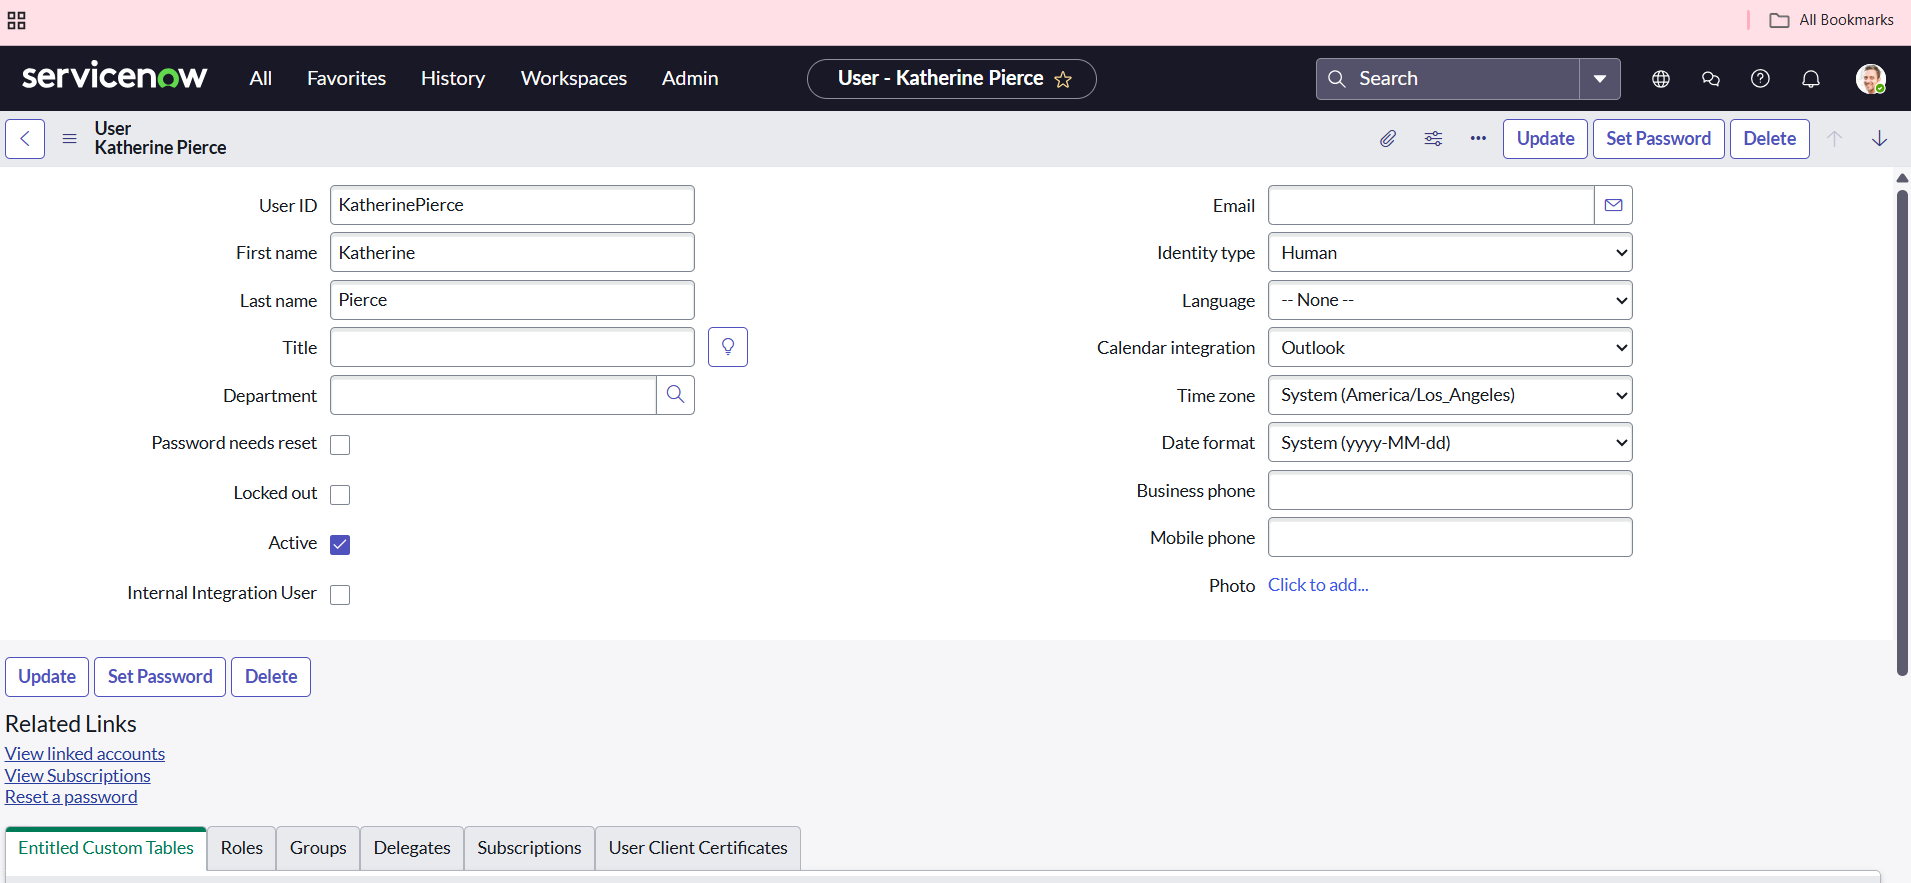 All Bookmarks
servicenow
All
Favorites
History
Workspaces
Admin
User - Katherine Pierce
Search
User
Katherine Pierce
Update
Set Password
Delete
User ID
KatherinePierce
First name
Katherine
Last name
Pierce
Title
Department
Password needs reset
Locked out
Active
Internal Integration User
Email
Identity type
Human
Language
-- None --
Calendar integration
Outlook
Time zone
System (America/Los_Angeles)
Date format
System (yyyy-MM-dd)
Business phone
Mobile phone
Photo
Click to add...
Update
Set Password
Delete
Related Links
View linked accounts
View Subscriptions
Reset a password
Entitled Custom Tables
Roles
Groups
Delegates
Subscriptions
User Client Certificates